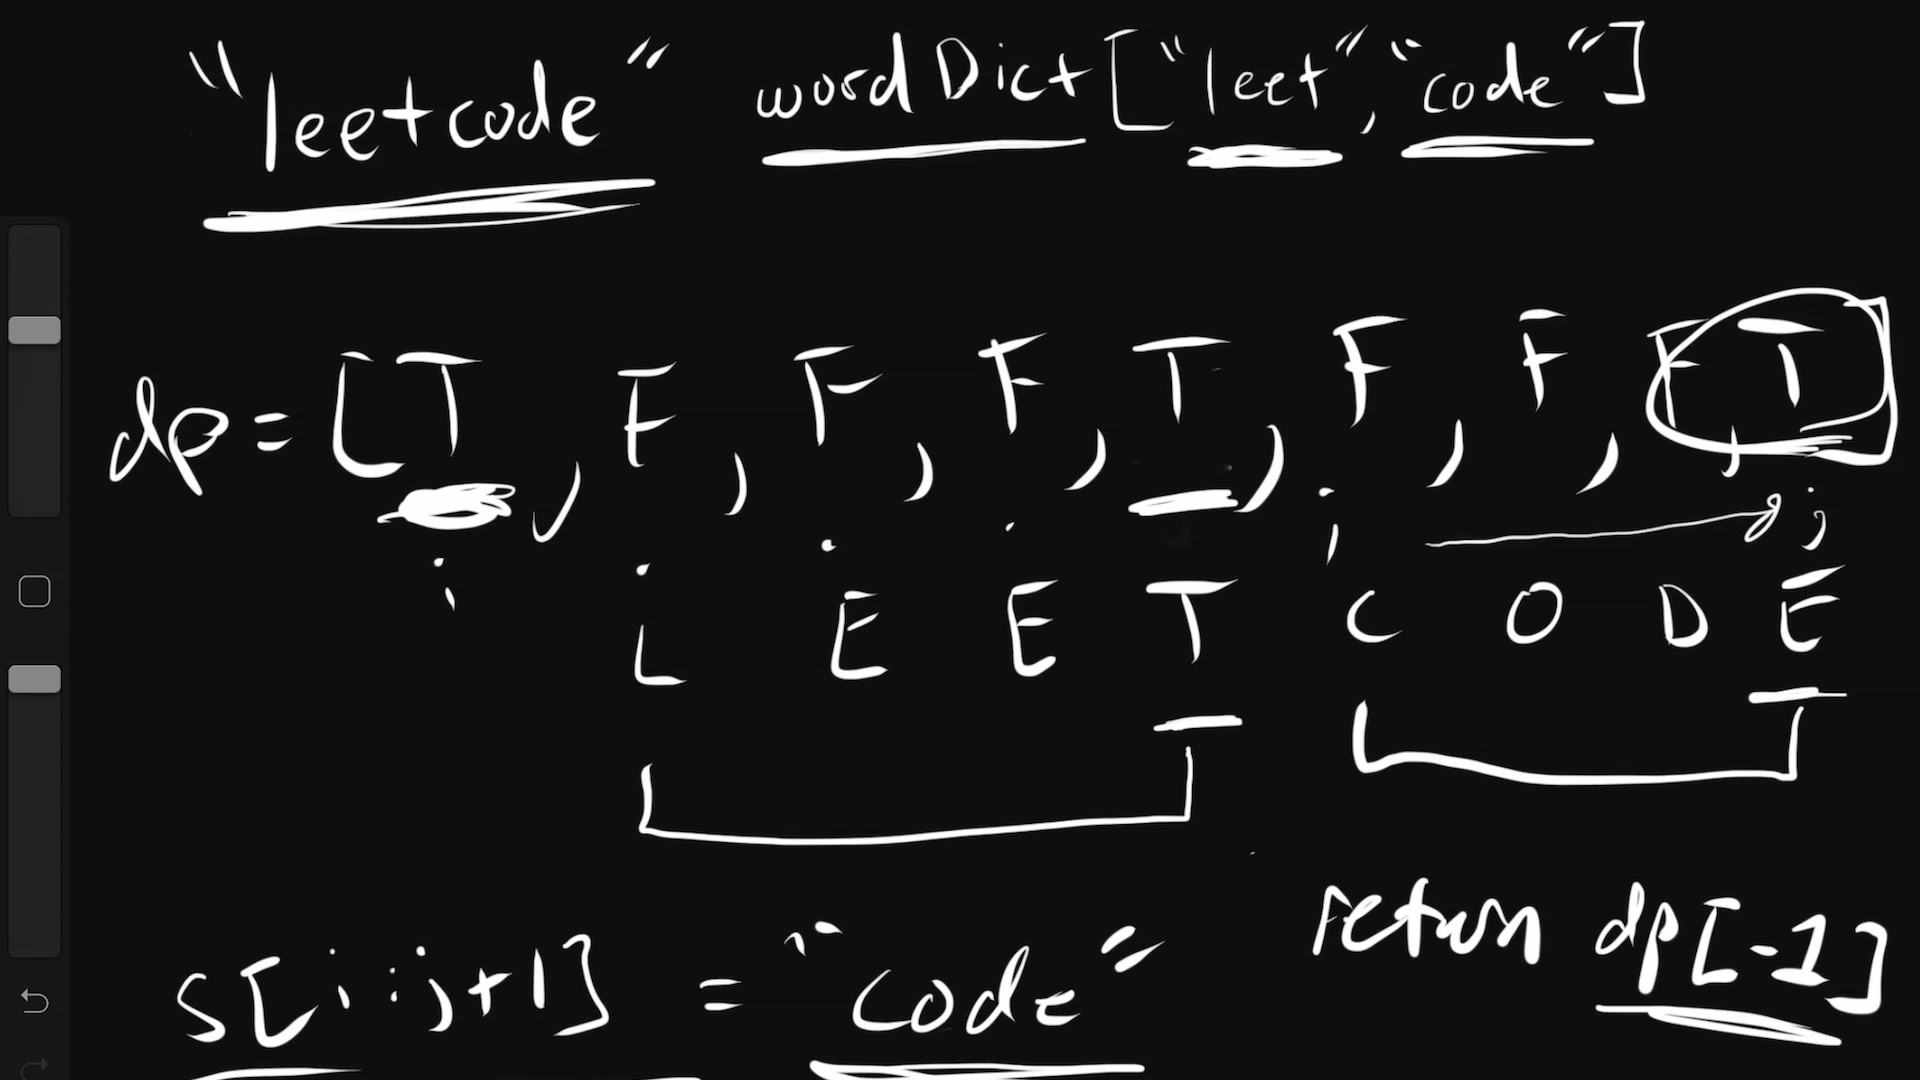 "leetcode" wordDict["leet", "code"]
dp=[T, F, F, F, T, F, F, F, T]
i j
L E E T C O D E
return dp[-1]
s[i:j+1] = "code"